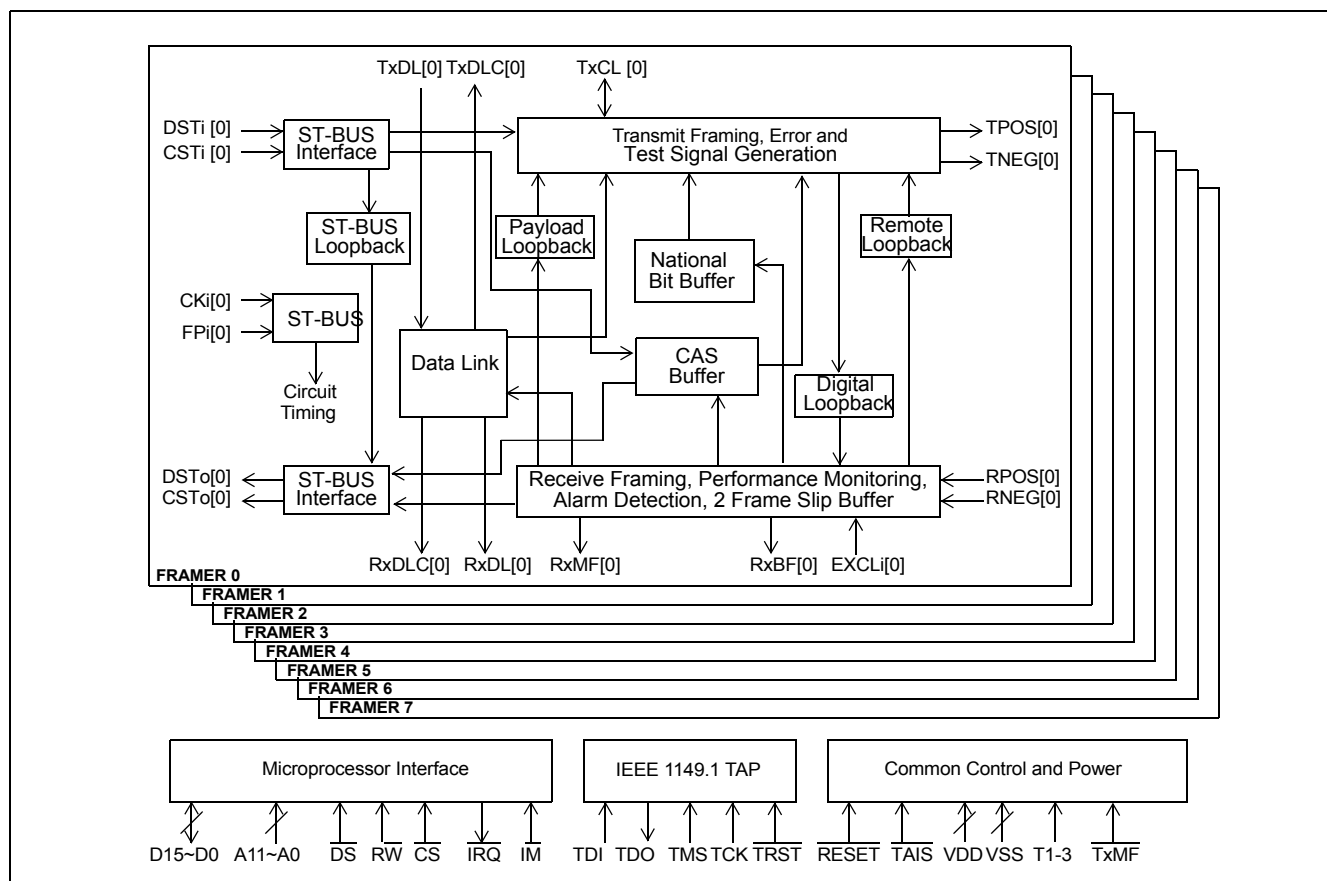 TxDL[0] TxDLC[0] TxCL [0]
DSTi [0]
CSTi [0]
ST-BUS
Interface
Transmit Framing, Error and
Test Signal Generation
TPOS[0]
TNEG[0]
ST-BUS
Loopback
Payload
Loopback
National
Bit Buffer
Remote
Loopback
CKi[0]
FPi[0]
ST-BUS
Circuit
Timing
Data Link
CAS
Buffer
Digital
Loopback
DSTo[0]
CSTo[0]
ST-BUS
Interface
Receive Framing, Performance Monitoring,
Alarm Detection, 2 Frame Slip Buffer
RPOS[0]
RNEG[0]
RxDLC[0] RxDL[0] RxMF[0] RxBF[0] EXCLi[0]
FRAMER 0
FRAMER 1
FRAMER 2
FRAMER 3
FRAMER 4
FRAMER 5
FRAMER 6
FRAMER 7
Microprocessor Interface
IEEE 1149.1 TAP
Common Control and Power
D15~D0 A11~A0 DS RW CS IRQ IM TDI TDO TMS TCK TRST RESET TAIS VDD VSS T1-3 TxMF